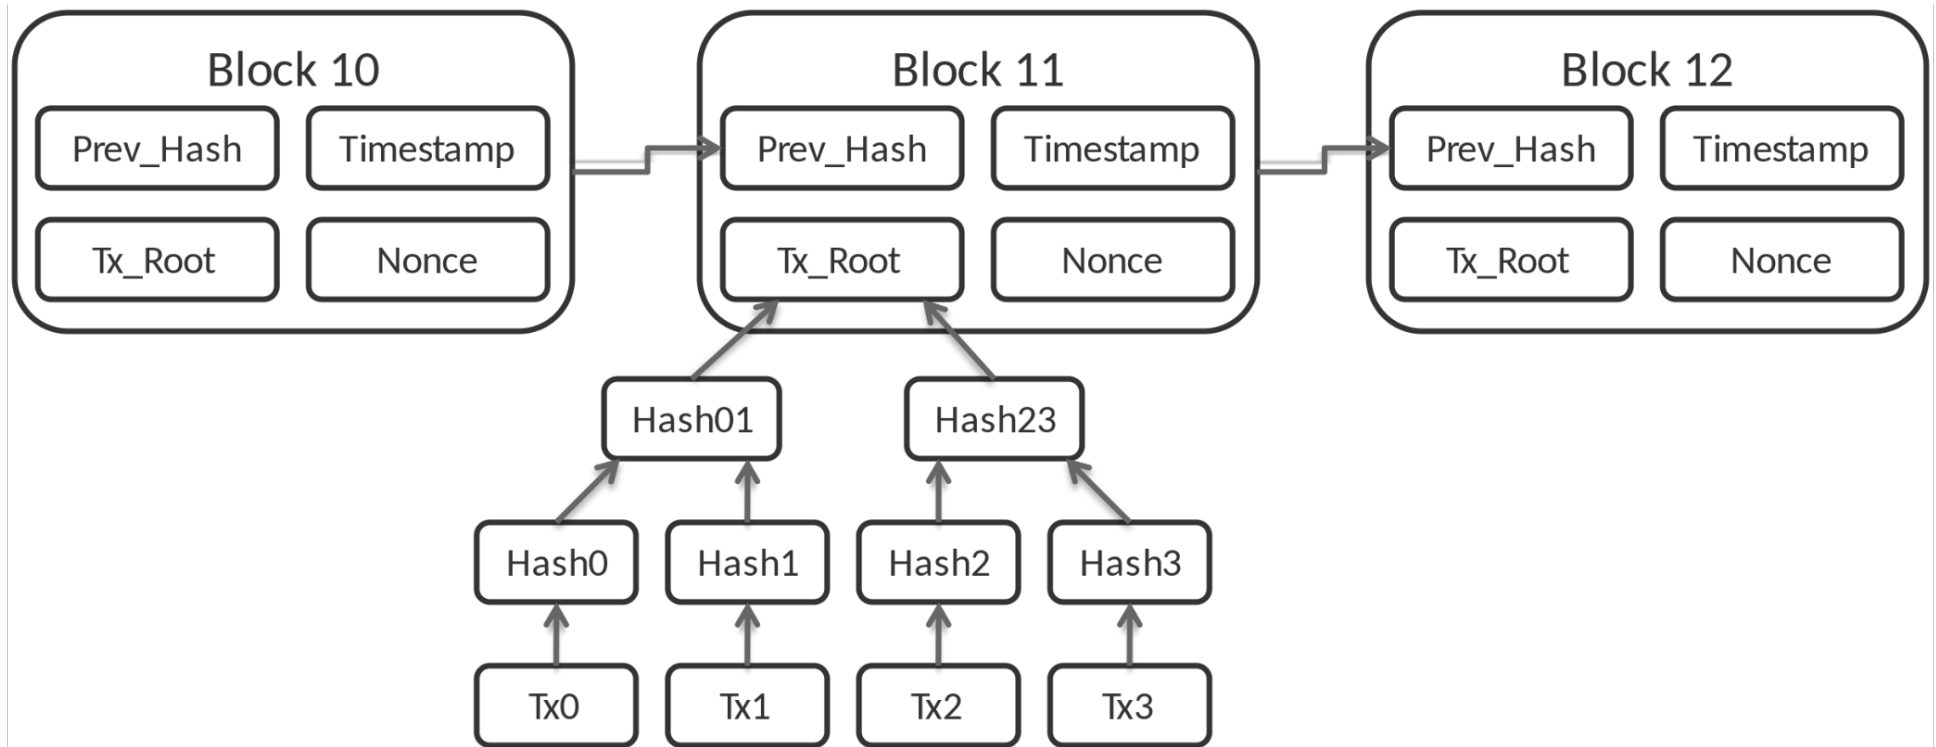 Block 10
Block 11
Block 12
Prev_Hash
Timestamp
Prev_Hash
Timestamp
Prev_Hash
Timestamp
Tx_Root
Nonce
Tx_Root
Nonce
Tx_Root
Nonce
Hash01
Hash23
Hash0
Hash1
Hash2
Hash3
Tx0
Tx1
Tx2
Tx3